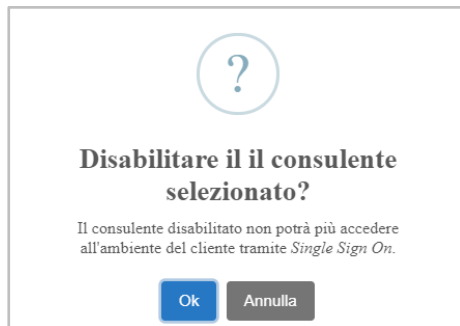 ?
Disabilitare il il consulente
selezionato?
Il consulente disabilitato non potrà più accedere
all'ambiente del cliente tramite Single Sign On.
Ok Annulla